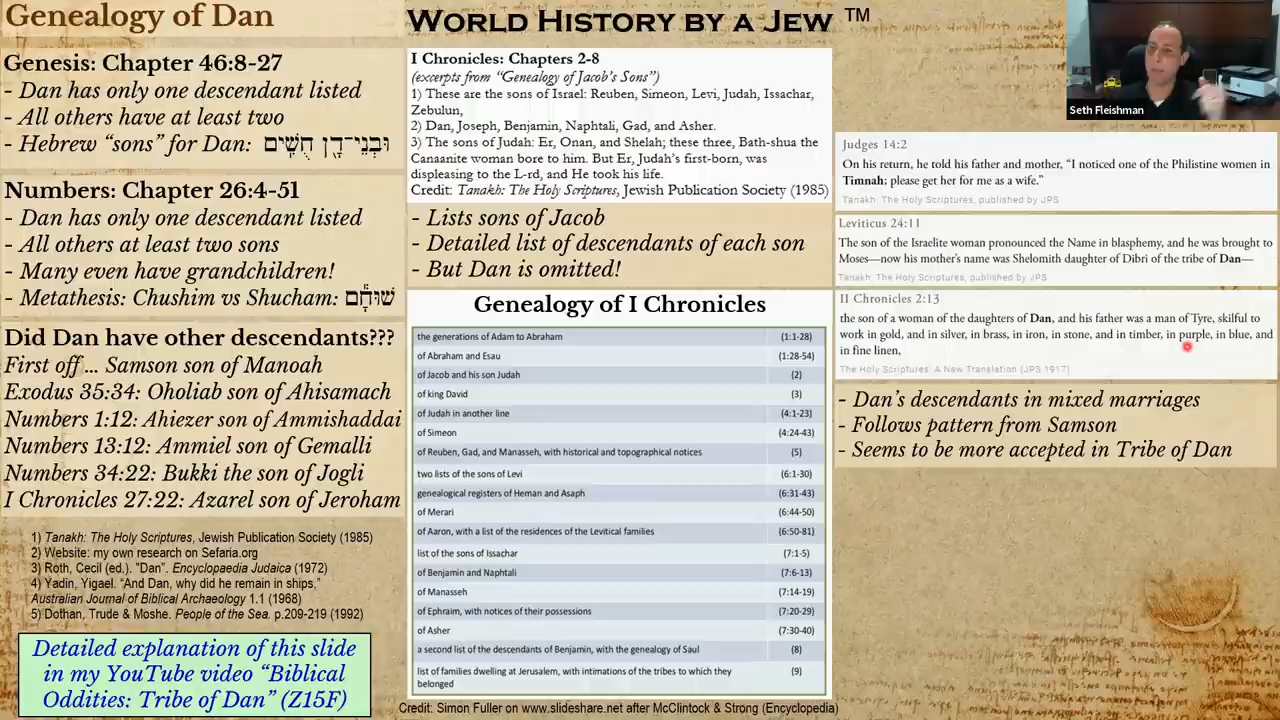 Genealogy of Dan
Genesis: Chapter 46:8-27
- Dan has only one descendant listed
- All others have at least two
- Hebrew “sons” for Dan: וּבְנֵי־דָ֖ן חֻשִֽׁים
Numbers: Chapter 26:4-51
- Dan has only one descendant listed
- All others at least two sons
- Many even have grandchildren!
- Metathesis: Chushim vs Shucham: שׁוּחָ֕ם
Did Dan have other descendants???
First off... Samson son of Manoah
Exodus 35:34: Oholiab son of Ahisamach
Numbers 1:12: Ahiezer son of Ammishaddai
Numbers 13:12: Ammiel son of Gemalli
Numbers 34:22: Bukki the son of Jogli
I Chronicles 27:22: Azarel son of Jeroham
1) Tanakh: The Holy Scriptures, Jewish Publication Society (1985)
2) Website: my own research on Sefaria.org
3) Roth, Cecil (ed.). "Dan". Encyclopaedia Judaica (1972)
4) Yadin, Yigael. “And Dan, why did he remain in ships,”
Australian Journal of Biblical Archaeology 1.1 (1968)
5) Dothan, Trude & Moshe. People of the Sea. p.209-219 (1992)
Detailed explanation of this slide
in my YouTube video “Biblical
Oddities: Tribe of Dan” (Z15F)
World History by a Jew ™
I Chronicles: Chapters 2-8
(excerpts from “Genealogy of Jacob’s Sons”)
1) These are the sons of Israel: Reuben, Simeon, Levi, Judah, Issachar,
Zebulun,
2) Dan, Joseph, Benjamin, Naphtali, Gad, and Asher.
3) The sons of Judah: Er, Onan, and Shelah; these three, Bath-shua the
Canaanite woman bore to him. But Er, Judah’s first-born, was
displeasing to the L-rd, and He took his life.
Credit: Tanakh: The Holy Scriptures, Jewish Publication Society (1985)
- Lists sons of Jacob
- Detailed list of descendants of each son
- But Dan is omitted!
Genealogy of I Chronicles
the generations of Adam to Abraham (1:1-28)
of Abraham and Esau (1:28-54)
of Jacob and his son Judah (2)
of king David (3)
of Judah in another line (4:1-23)
of Simeon (4:24-43)
of Reuben, Gad, and Manasseh, with historical and topographical notices (5)
two lists of the sons of Levi (6:1-30)
genealogical registers of Heman and Asaph (6:31-43)
of Merari (6:44-50)
of Aaron, with a list of the residences of the Levitical families (6:50-81)
list of the sons of Issachar (7:1-5)
of Benjamin and Naphtali (7:6-13)
of Manasseh (7:14-19)
of Ephraim, with notices of their possessions (7:20-29)
of Asher (7:30-40)
a second list of the descendants of Benjamin, with the genealogy of Saul (8)
list of families dwelling at Jerusalem, with intimations of the tribes to which they (9)
belonged
Credit: Simon Fuller on www.slideshare.net after McClintock & Strong (Encyclopedia)
Seth Fleishman
Judges 14:2
On his return, he told his father and mother, “I noticed one of the Philistine women in
Timnah; please get her for me as a wife.”
Tanakh: The Holy Scriptures, published by JPS
Leviticus 24:11
The son of the Israelite woman pronounced the Name in blasphemy, and he was brought to
Moses—now his mother’s name was Shelomith daughter of Dibri of the tribe of Dan—
Tanakh: The Holy Scriptures, published by JPS
II Chronicles 2:13
the son of a woman of the daughters of Dan, and his father was a man of Tyre, skilful to
work in gold, and in silver, in brass, in iron, in stone, and in timber, in purple, in blue, and
in fine linen,
The Holy Scriptures: A New Translation (JPS 1917)
- Dan’s descendants in mixed marriages
- Follows pattern from Samson
- Seems to be more accepted in Tribe of Dan